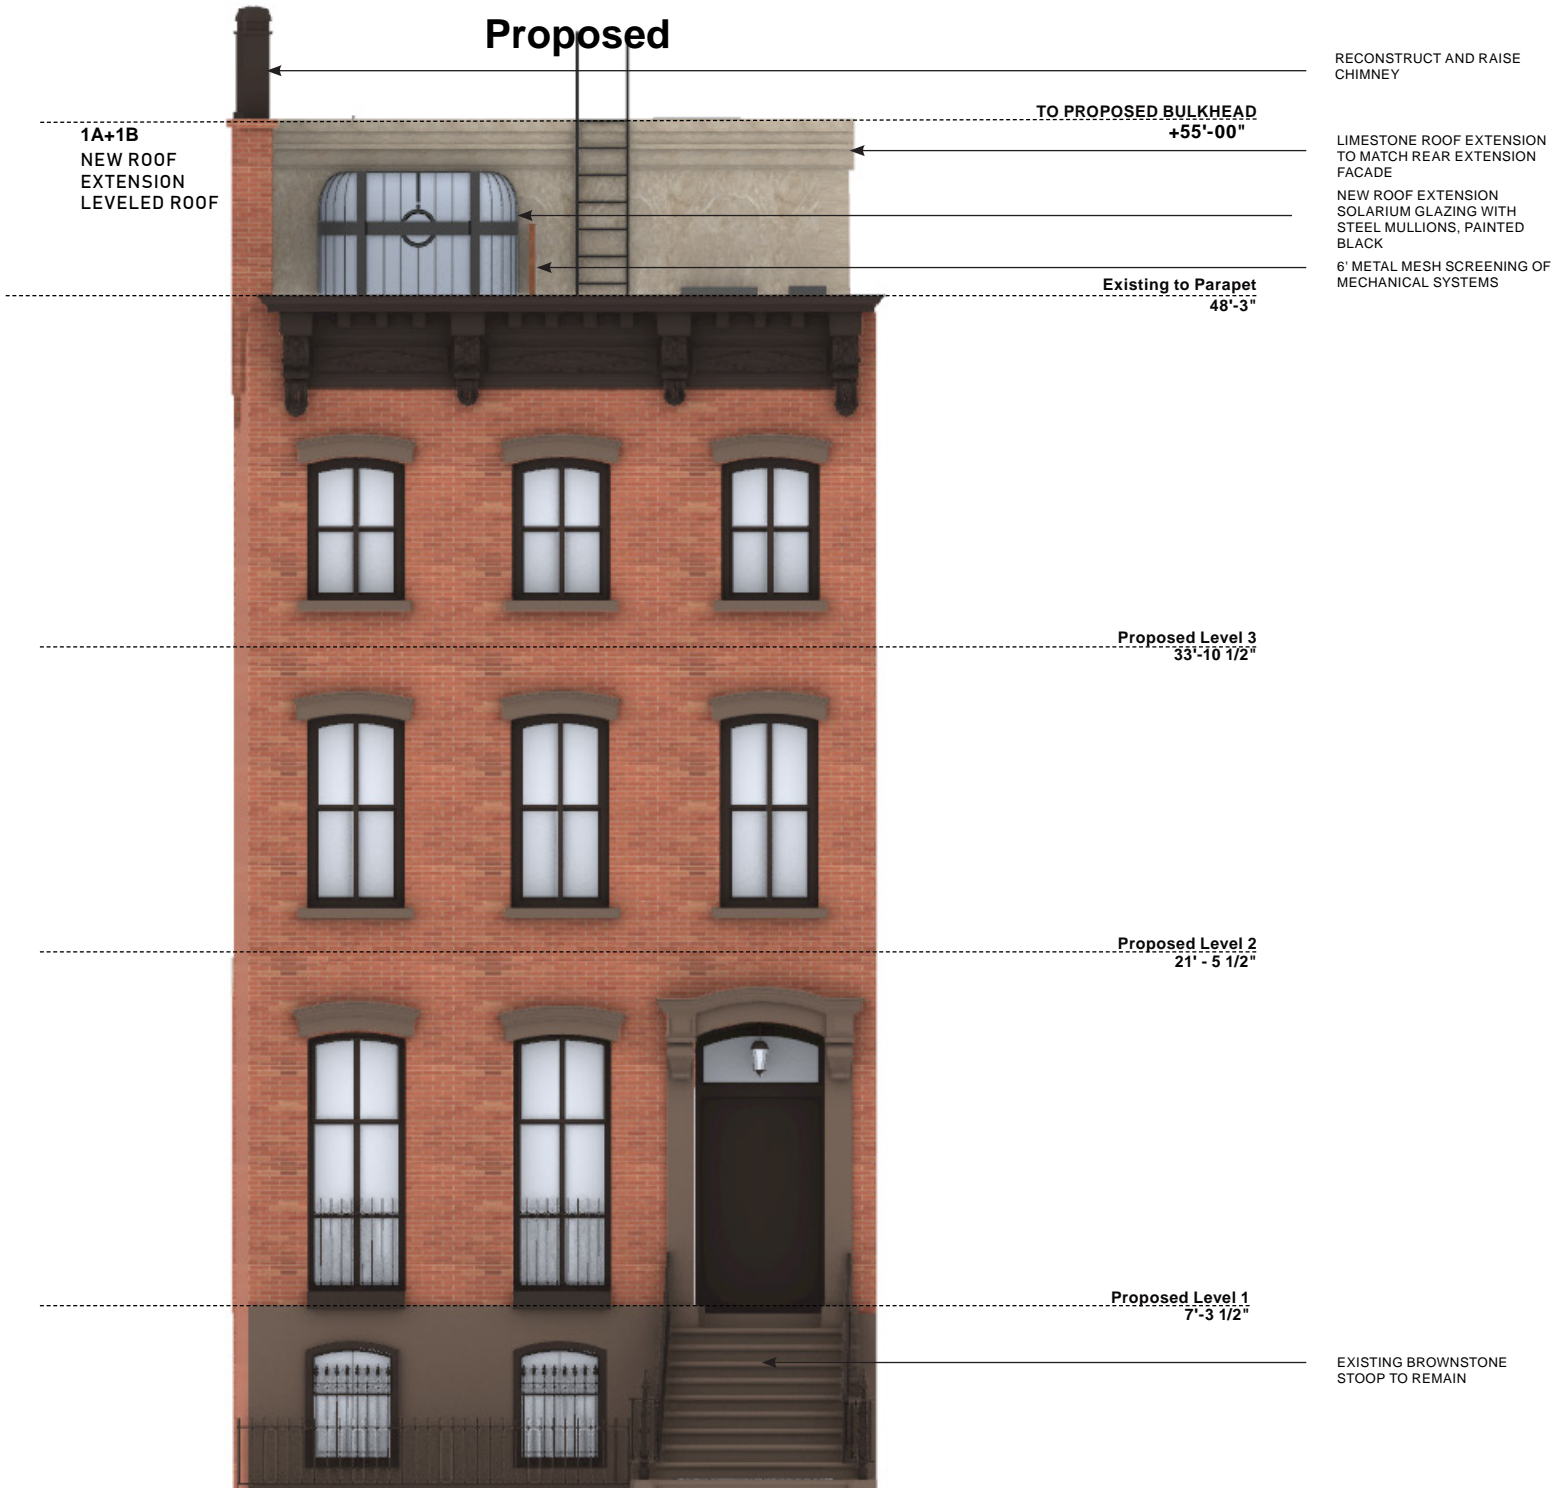 Proposed
RECONSTRUCT AND RAISE
CHIMNEY
TO PROPOSED BULKHEAD
+55'-00"
1A+1B
NEW ROOF
EXTENSION
LEVELED ROOF
LIMESTONE ROOF EXTENSION
TO MATCH REAR EXTENSION
FACADE
NEW ROOF EXTENSION
SOLARIUM GLAZING WITH
STEEL MULLIONS, PAINTED
BLACK
6' METAL MESH SCREENING OF
MECHANICAL SYSTEMS
Existing to Parapet
48'-3"
Proposed Level 3
33'-10 1/2"
Proposed Level 2
21' - 5 1/2"
Proposed Level 1
7'-3 1/2"
EXISTING BROWNSTONE
STOOP TO REMAIN